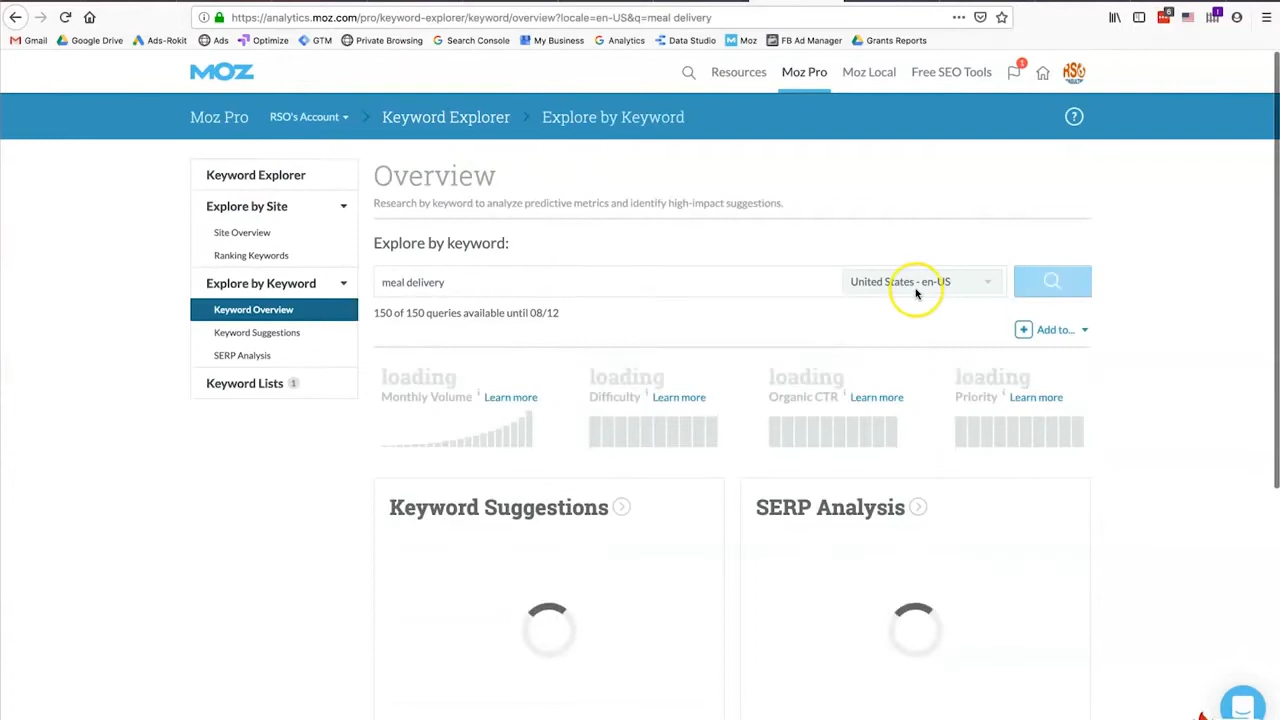 https://analytics.moz.com/pro/keyword-explorer/keyword/overview?locale=en-US&q=meal delivery
6
Gmail Google Drive Ads-Rokit Ads Optimize GTM Private Browsing Search Console My Business Analytics Data Studio Moz FB Ad Manager Grants Reports
MOZ Resources Moz Pro Moz Local Free SEO Tools 1 RSO
Moz Pro RSO's Account Keyword Explorer Explore by Keyword ?
Keyword Explorer
Explore by Site
Site Overview
Ranking Keywords
Explore by Keyword
Keyword Overview
Keyword Suggestions
SERP Analysis
Keyword Lists 1
Overview
Research by keyword to analyze predictive metrics and identify high-impact suggestions.
Explore by keyword:
meal delivery United States - en-US
150 of 150 queries available until 08/12
+ Add to...
loading loading loading loading
Monthly Volume i Learn more Difficulty i Learn more Organic CTR i Learn more Priority i Learn more
Keyword Suggestions SERP Analysis